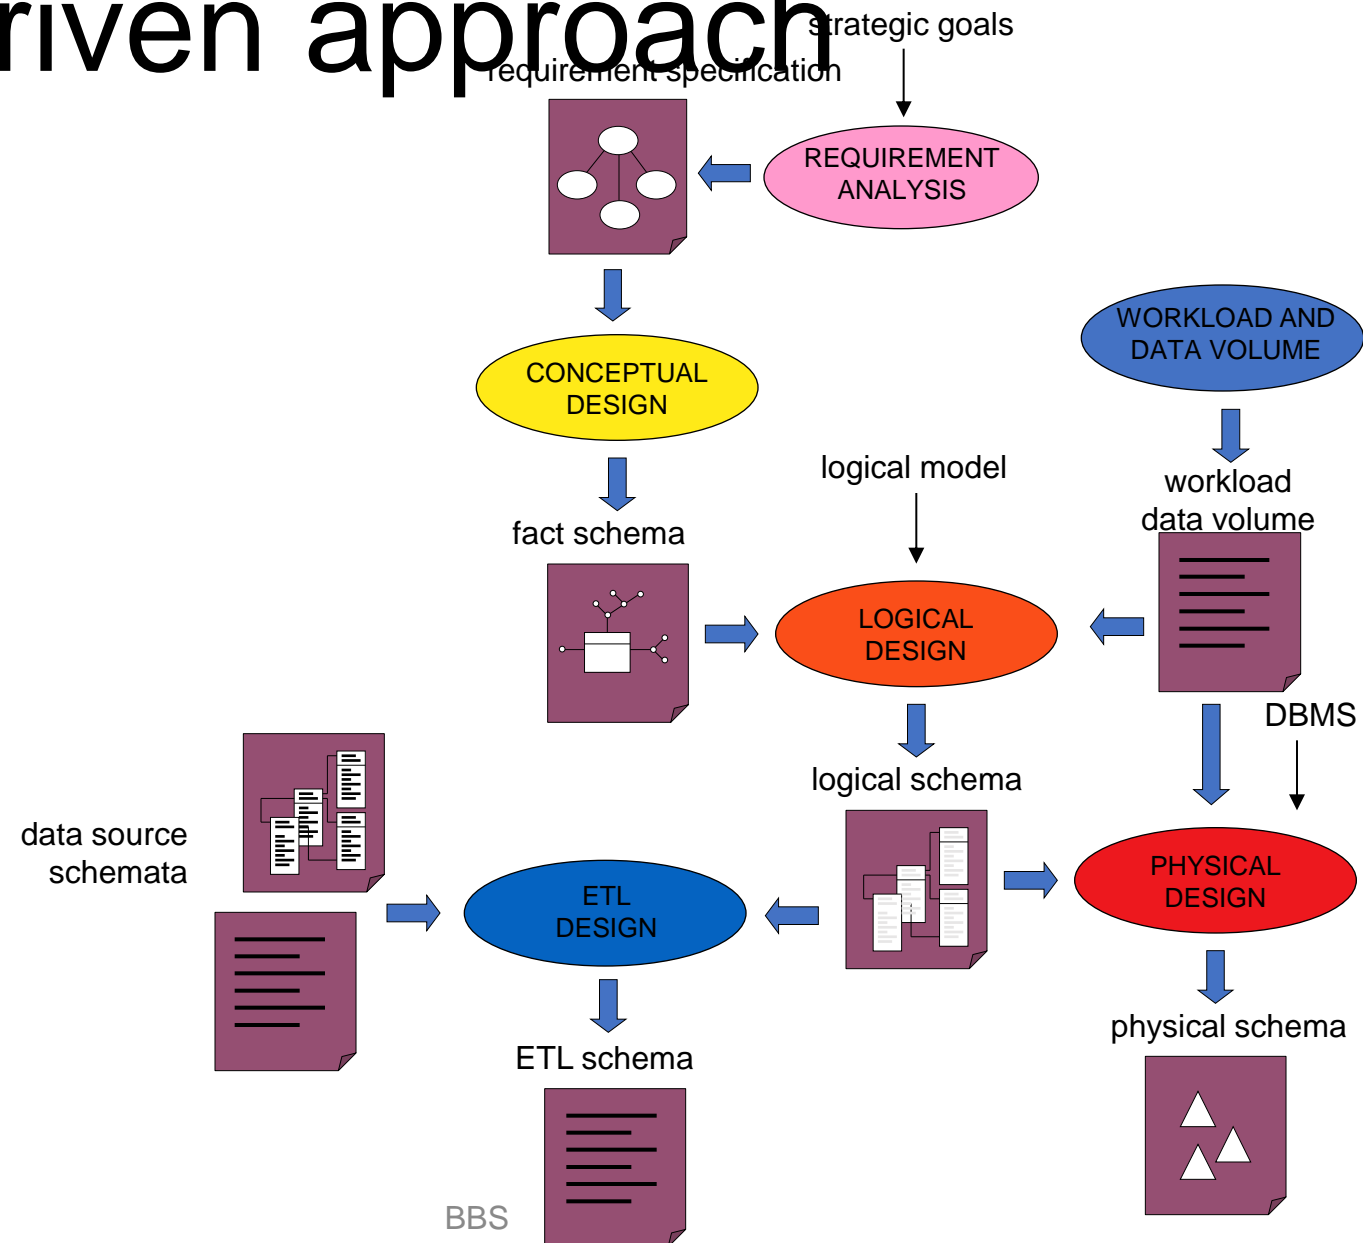 riven approach
strategic goals
requirement specification
REQUIREMENT
ANALYSIS
WORKLOAD AND
DATA VOLUME
CONCEPTUAL
DESIGN
logical model
workload
data volume
fact schema
LOGICAL
DESIGN
DBMS
logical schema
data source
schemata
PHYSICAL
DESIGN
ETL
DESIGN
physical schema
ETL schema
BBS